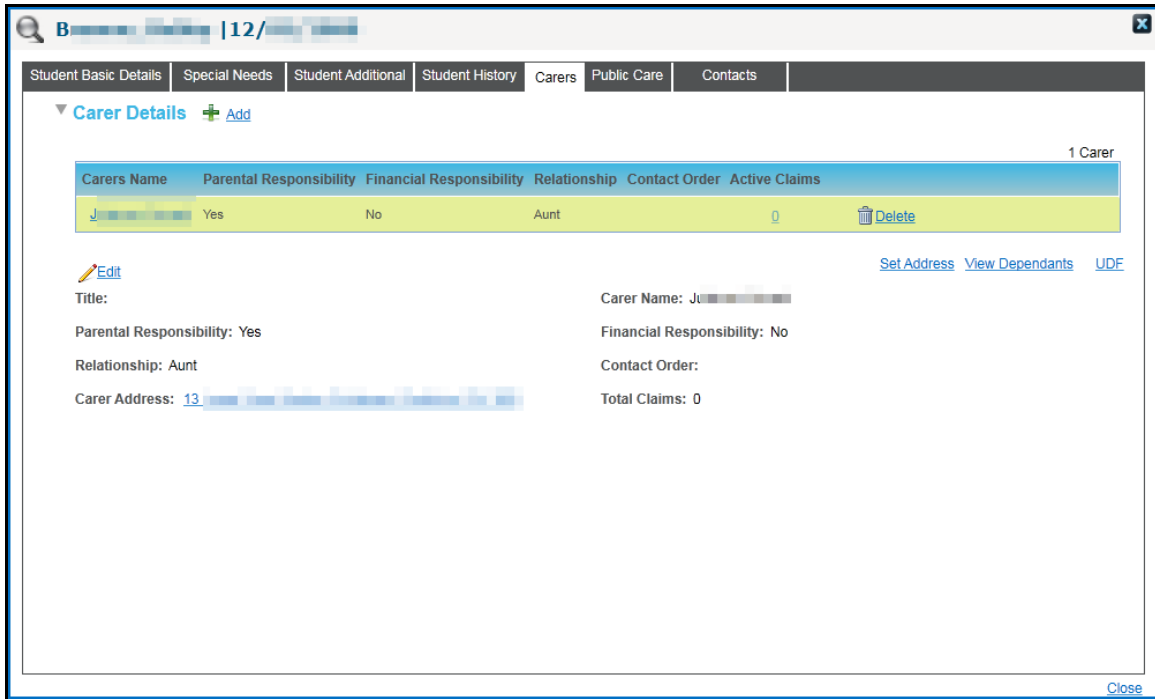 |12/
Student Basic Details Special Needs Student Additional Student History Carers Public Care Contacts
Carer Details Add
1 Carer
Carers Name Parental Responsibility Financial Responsibility Relationship Contact Order Active Claims
Yes No Aunt 0 Delete
Edit Set Address View Dependants UDF
Title: Carer Name:
Parental Responsibility: Yes Financial Responsibility: No
Relationship: Aunt Contact Order:
Carer Address: 13 Total Claims: 0
Close